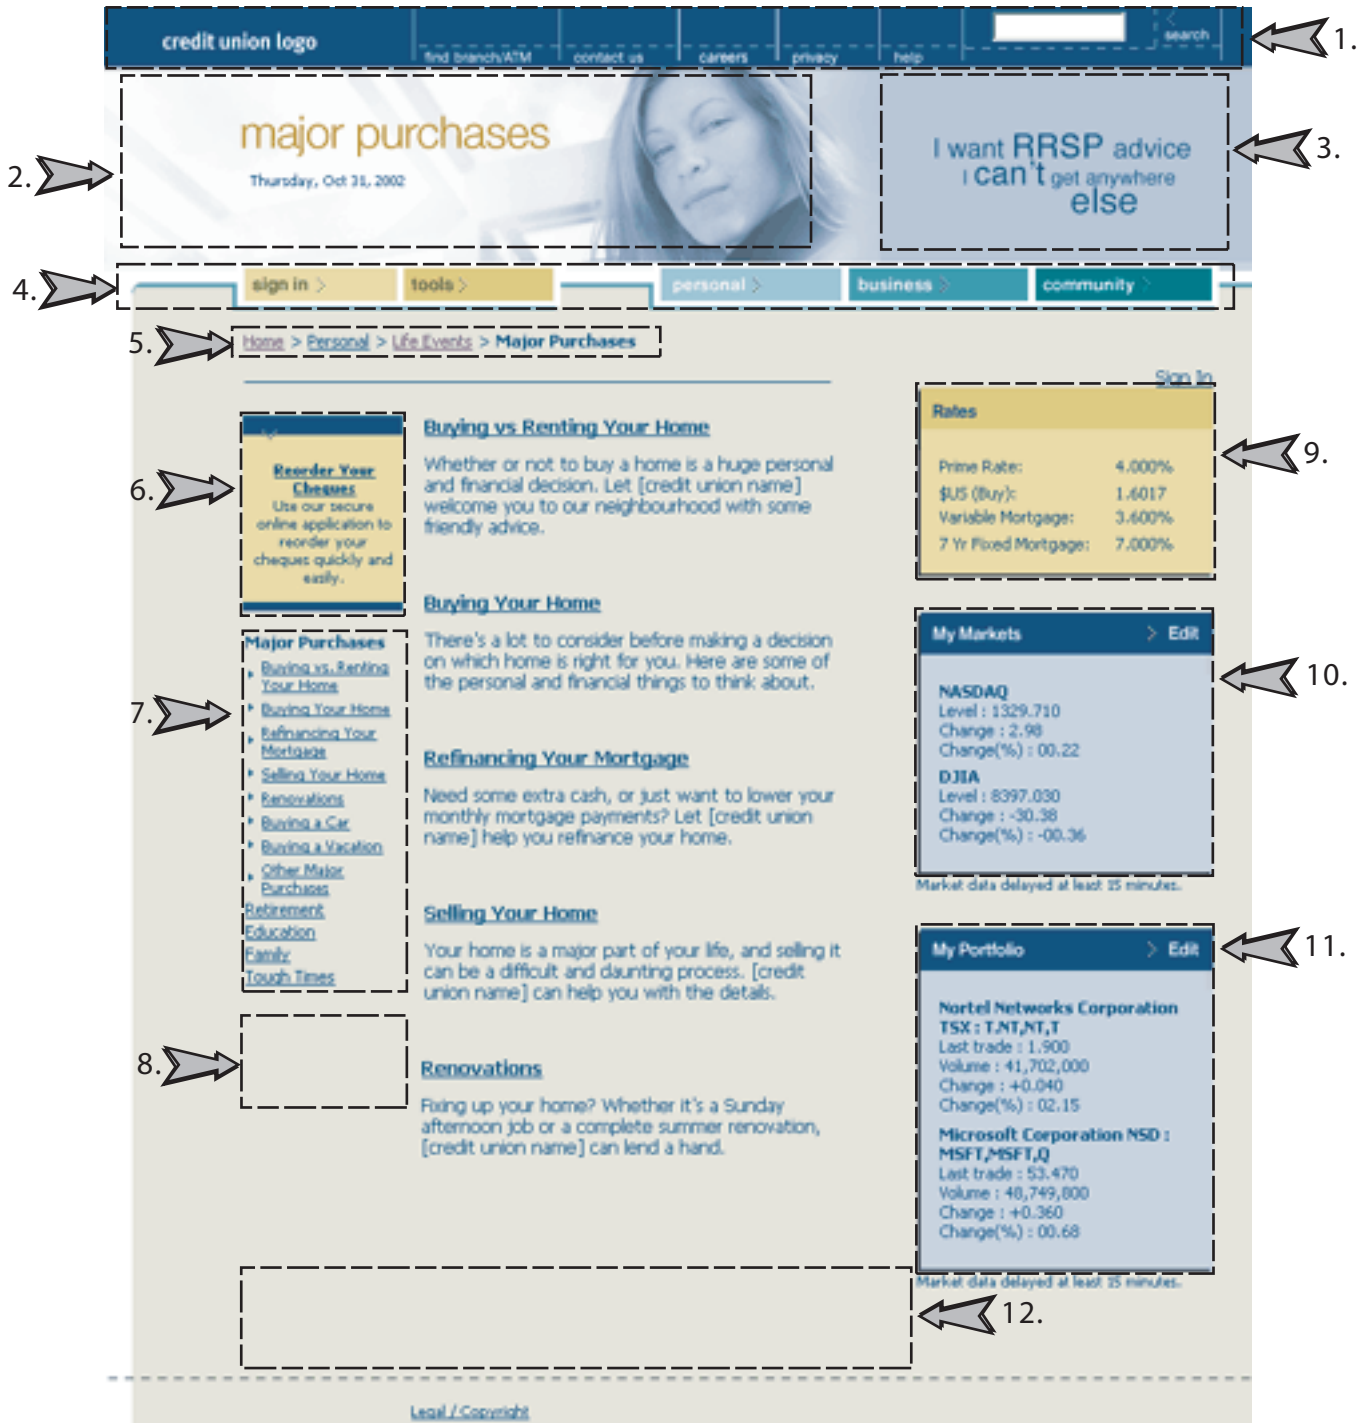 credit union logo
find branch/ATM
contact us
careers
privacy
help
search
1.
major purchases
Thursday, Oct 31, 2002
2.
I want RRSP advice
I can't get anywhere
else
3.
4.
sign in >
tools >
personal >
business >
community >
5.
Home > Personal > Life Events > Major Purchases
Sign In
6.
Reorder Your
Cheques
Use our secure
online application to
reorder your
cheques quickly and
easily.
7.
Major Purchases
Buying vs. Renting
Your Home
Buying Your Home
Refinancing Your
Mortgage
Selling Your Home
Renovations
Buying a Car
Buying a Vacation
Other Major
Purchases
Retirement
Education
Family
Tough Times
8.
Buying vs Renting Your Home
Whether or not to buy a home is a huge personal
and financial decision. Let [credit union name]
welcome you to our neighbourhood with some
friendly advice.
Buying Your Home
There's a lot to consider before making a decision
on which home is right for you. Here are some of
the personal and financial things to think about.
Refinancing Your Mortgage
Need some extra cash, or just want to lower your
monthly mortgage payments? Let [credit union
name] help you refinance your home.
Selling Your Home
Your home is a major part of your life, and selling it
can be a difficult and daunting process. [credit
union name] can help you with the details.
Renovations
Fixing up your home? Whether it's a Sunday
afternoon job or a complete summer renovation,
[credit union name] can lend a hand.
Rates
Prime Rate: 4.000%
$US (Buy): 1.6017
Variable Mortgage: 3.600%
7 Yr Fixed Mortgage: 7.000%
9.
My Markets > Edit
NASDAQ
Level : 1329.710
Change : 2.98
Change(%) : 00.22
DJIA
Level : 8397.030
Change : -30.38
Change(%) : -00.36
Market data delayed at least 15 minutes.
10.
My Portfolio > Edit
Nortel Networks Corporation
TSX : T.NT,NT,T
Last trade : 1.900
Volume : 41,702,000
Change : +0.040
Change(%) : 02.15
Microsoft Corporation NSD :
MSFT,MSFT,Q
Last trade : 53.470
Volume : 48,749,800
Change : +0.360
Change(%) : 00.68
Market data delayed at least 15 minutes.
11.
12.
Legal / Copyright